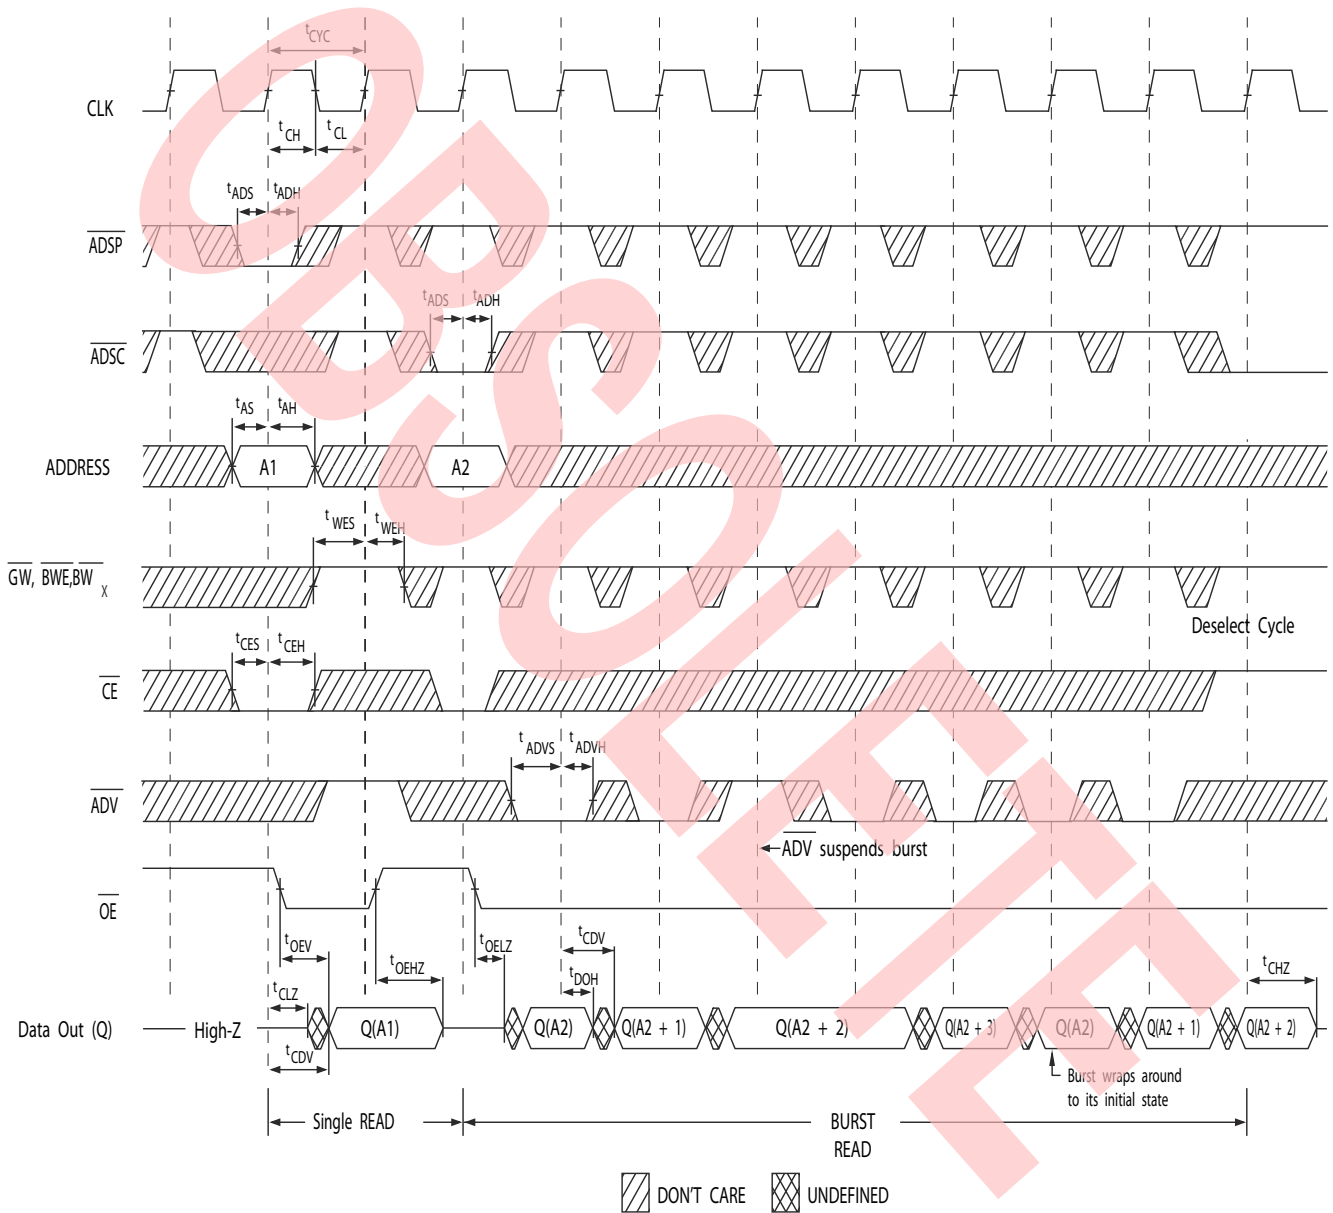 tCYC
CLK
tCH
tCL
tADS
tADH
ADSP
tADS
tADH
ADSC
tAS
tAH
ADDRESS
A1
A2
tWES
tWEH
GW, BWE,BW X
Deselect Cycle
tCES
tCEH
CE
tADVS
tADVH
ADV
ADV suspends burst
OE
tOEV
tOEHZ
tOELZ
tCDV
tDOH
tCHZ
tCLZ
Data Out (Q)
High-Z
Q(A1)
Q(A2)
Q(A2 + 1)
Q(A2 + 2)
Q(A2 + 3)
Q(A2)
Q(A2 + 1)
Q(A2 + 2)
tCDV
Burst wraps around
to its initial state
Single READ
BURST
READ
DON'T CARE
UNDEFINED
OBSOLETE